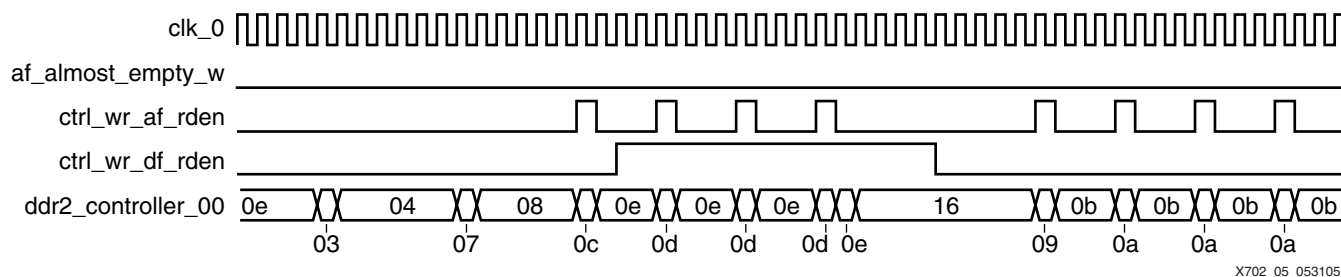 clk_0
af_almost_empty_w
ctrl_wr_af_rden
ctrl_wr_df_rden
ddr2_controller_00 0e 04 08 0e 0e 0e 16 0b 0b 0b 0b
03 07 0c 0d 0d 0d 0e 09 0a 0a 0a
X702_05_053105